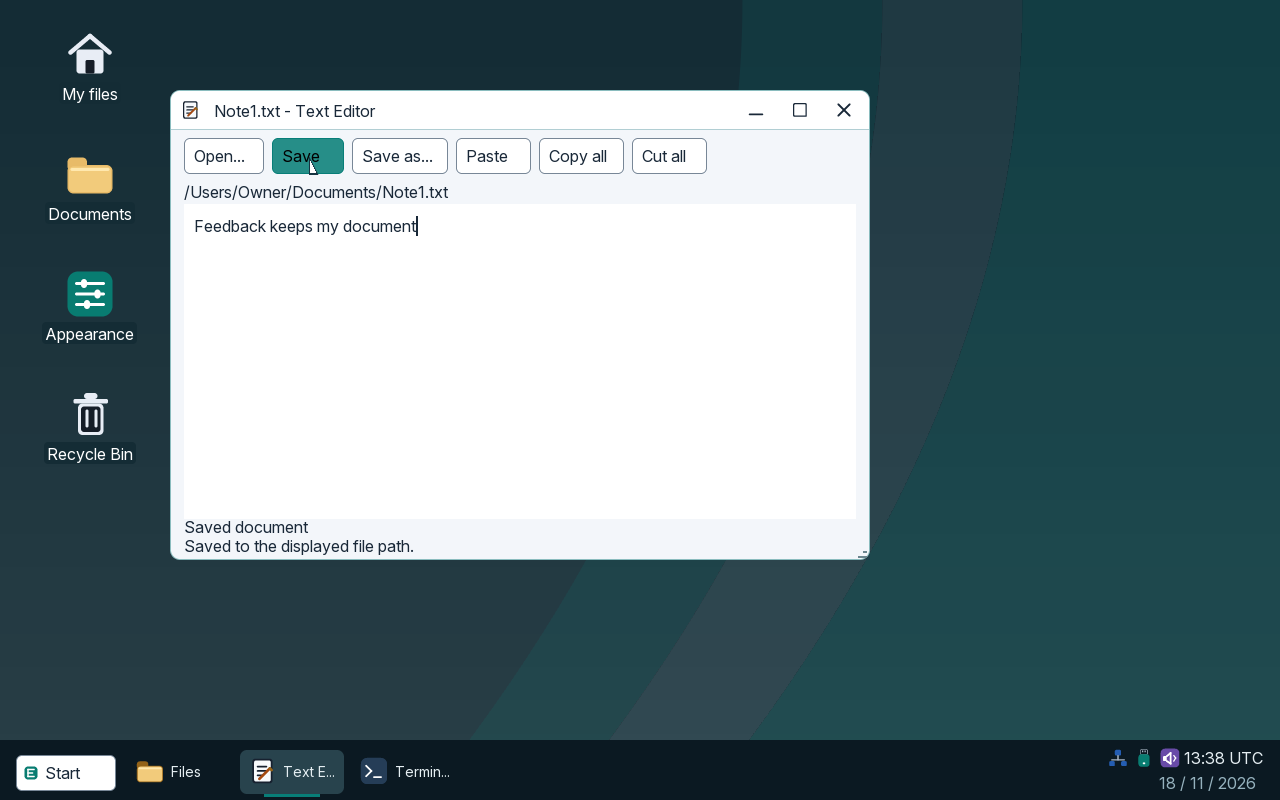 My files
Documents
Appearance
Recycle Bin
Note1.txt - Text Editor
Open...
Save
Save as...
Paste
Copy all
Cut all
/Users/Owner/Documents/Note1.txt
Feedback keeps my document
Saved document
Saved to the displayed file path.
Start
Files
Text E...
Termin...
13:38 UTC
18 / 11 / 2026